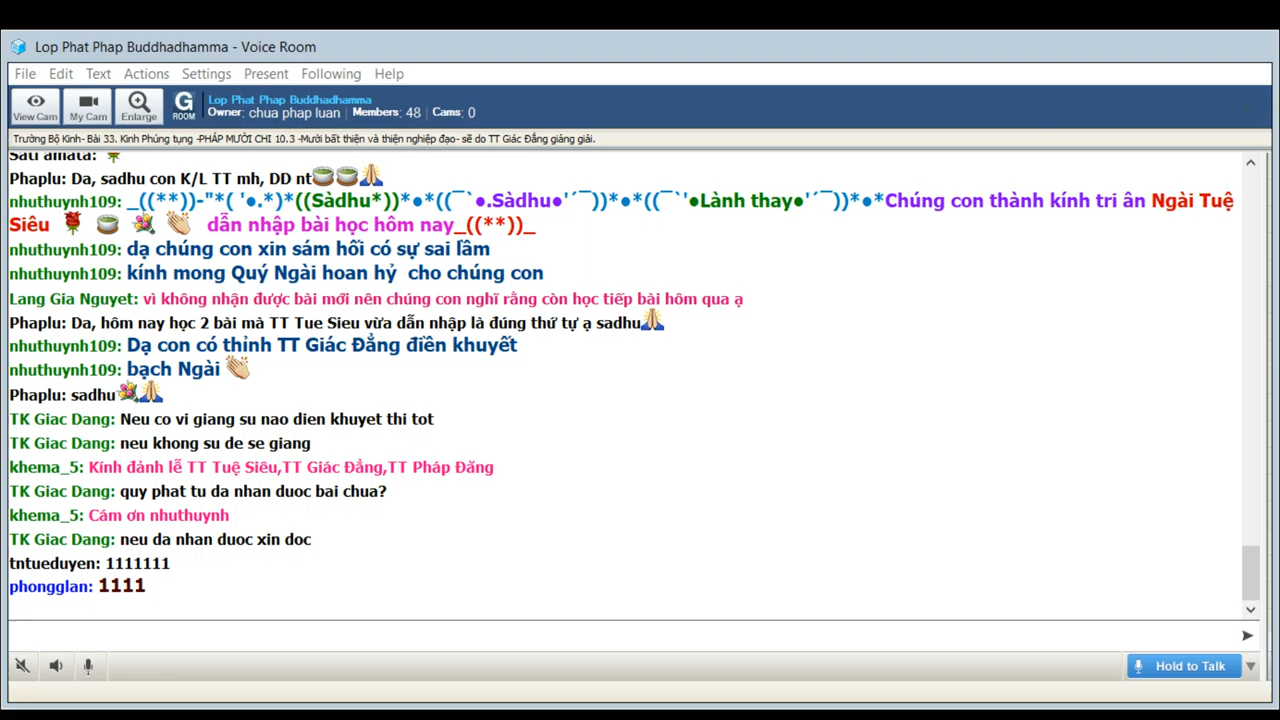 Lop Phat Phap Buddhadhamma - Voice Room
File Edit Text Actions Settings Present Following Help
View Cam My Cam Enlarge G ROOM Lop Phat Phap Buddhadhamma
Owner: chua phap luan | Members: 48 | Cams: 0
Trường Bộ Kinh- Bài 33. Kinh Phúng tụng -PHÁP MƯỜI CHI 10.3 -Mười bất thiện và thiện nghiệp đạo- sẽ do TT Giác Đẳng giảng giải.
Sati amata:
Phaplu: Da, sadhu con K/L TT mh, DD nt
nhuthuynh109: _((**))-"*( '●.*)*((Sàdhu*))*●*((¯`●.Sàdhu●'´¯))*●*((¯`'●Lành thay●'´¯))*●*Chúng con thành kính tri ân Ngài Tuệ
Siêu dẫn nhập bài học hôm nay_((**))_
nhuthuynh109: dạ chúng con xin sám hối có sự sai lầm
nhuthuynh109: kính mong Quý Ngài hoan hỷ cho chúng con
Lang Gia Nguyet: vì không nhận được bài mới nên chúng con nghĩ rằng còn học tiếp bài hôm qua ạ
Phaplu: Da, hôm nay học 2 bài mà TT Tue Sieu vừa dẫn nhập là đúng thứ tự ạ sadhu
nhuthuynh109: Dạ con có thỉnh TT Giác Đẳng điền khuyết
nhuthuynh109: bạch Ngài
Phaplu: sadhu
TK Giac Dang: Neu co vi giang su nao dien khuyet thi tot
TK Giac Dang: neu khong su de se giang
khema_5: Kính đảnh lễ TT Tuệ Siêu,TT Giác Đẳng,TT Pháp Đăng
TK Giac Dang: quy phat tu da nhan duoc bai chua?
khema_5: Cám ơn nhuthuynh
TK Giac Dang: neu da nhan duoc xin doc
tntueduyen: 1111111
phongglan: 1111
Hold to Talk